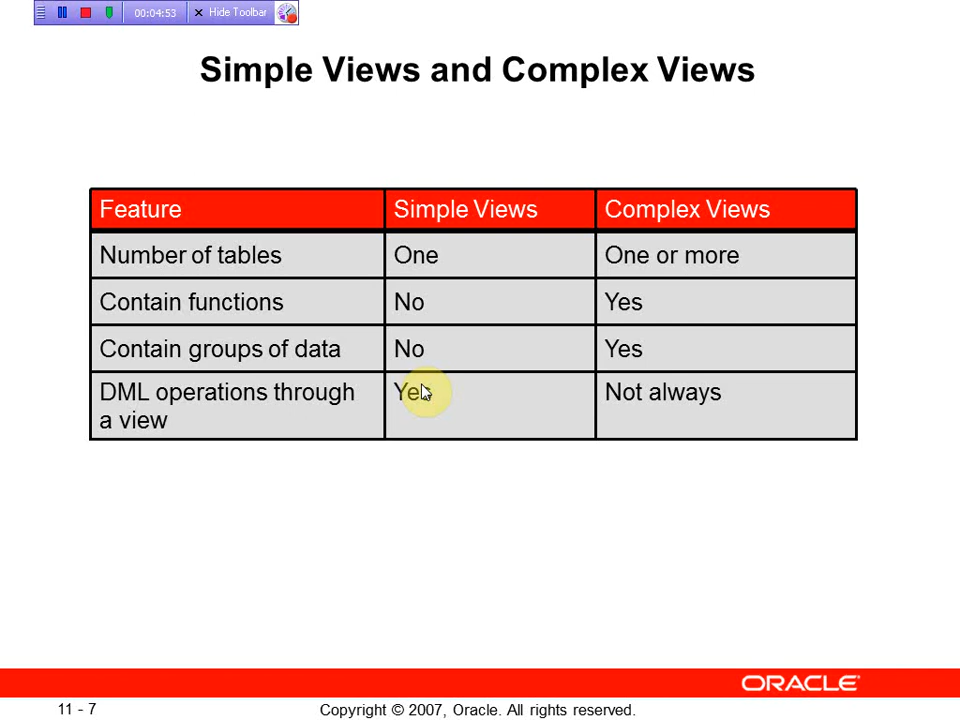 00:04:53 × Hide Toolbar
Simple Views and Complex Views
Feature Simple Views Complex Views
Number of tables One One or more
Contain functions No Yes
Contain groups of data No Yes
DML operations through Yes Not always
a view
ORACLE
11 - 7 Copyright © 2007, Oracle. All rights reserved.